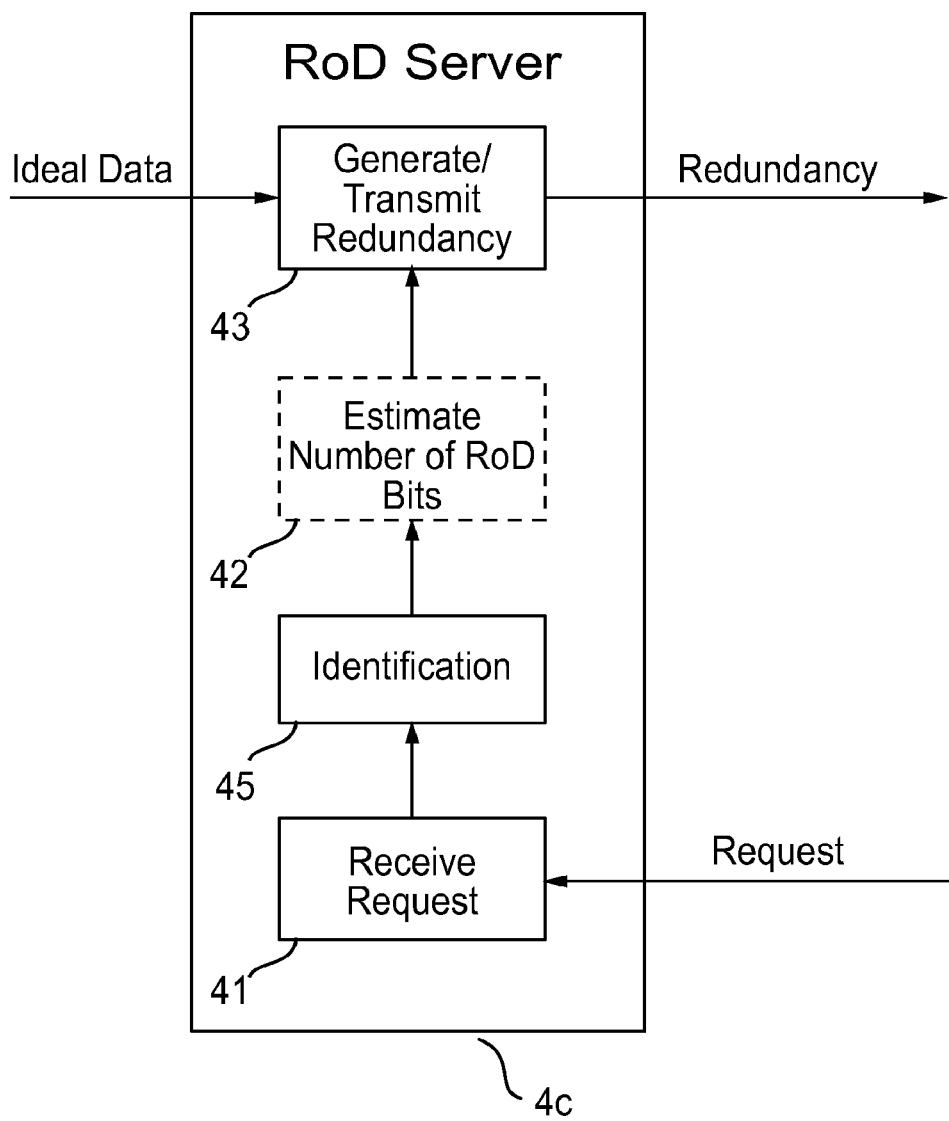 RoD Server
Ideal Data
Generate/
Transmit
Redundancy
Redundancy
43
Estimate
Number of RoD
Bits
42
Identification
45
Receive
Request
Request
41
4c